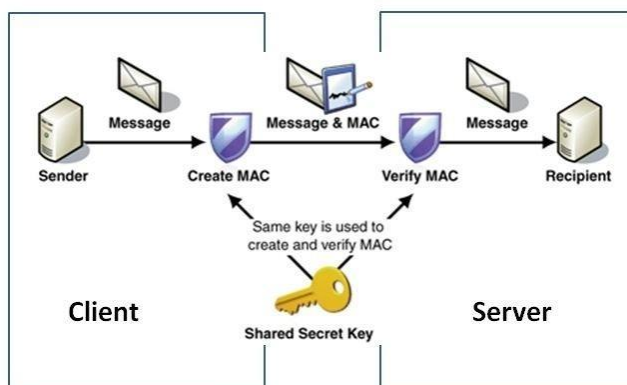 Message
Message & MAC
Message
Sender
Create MAC
Verify MAC
Recipient
Same key is used to
create and verify MAC
Client
Server
Shared Secret Key